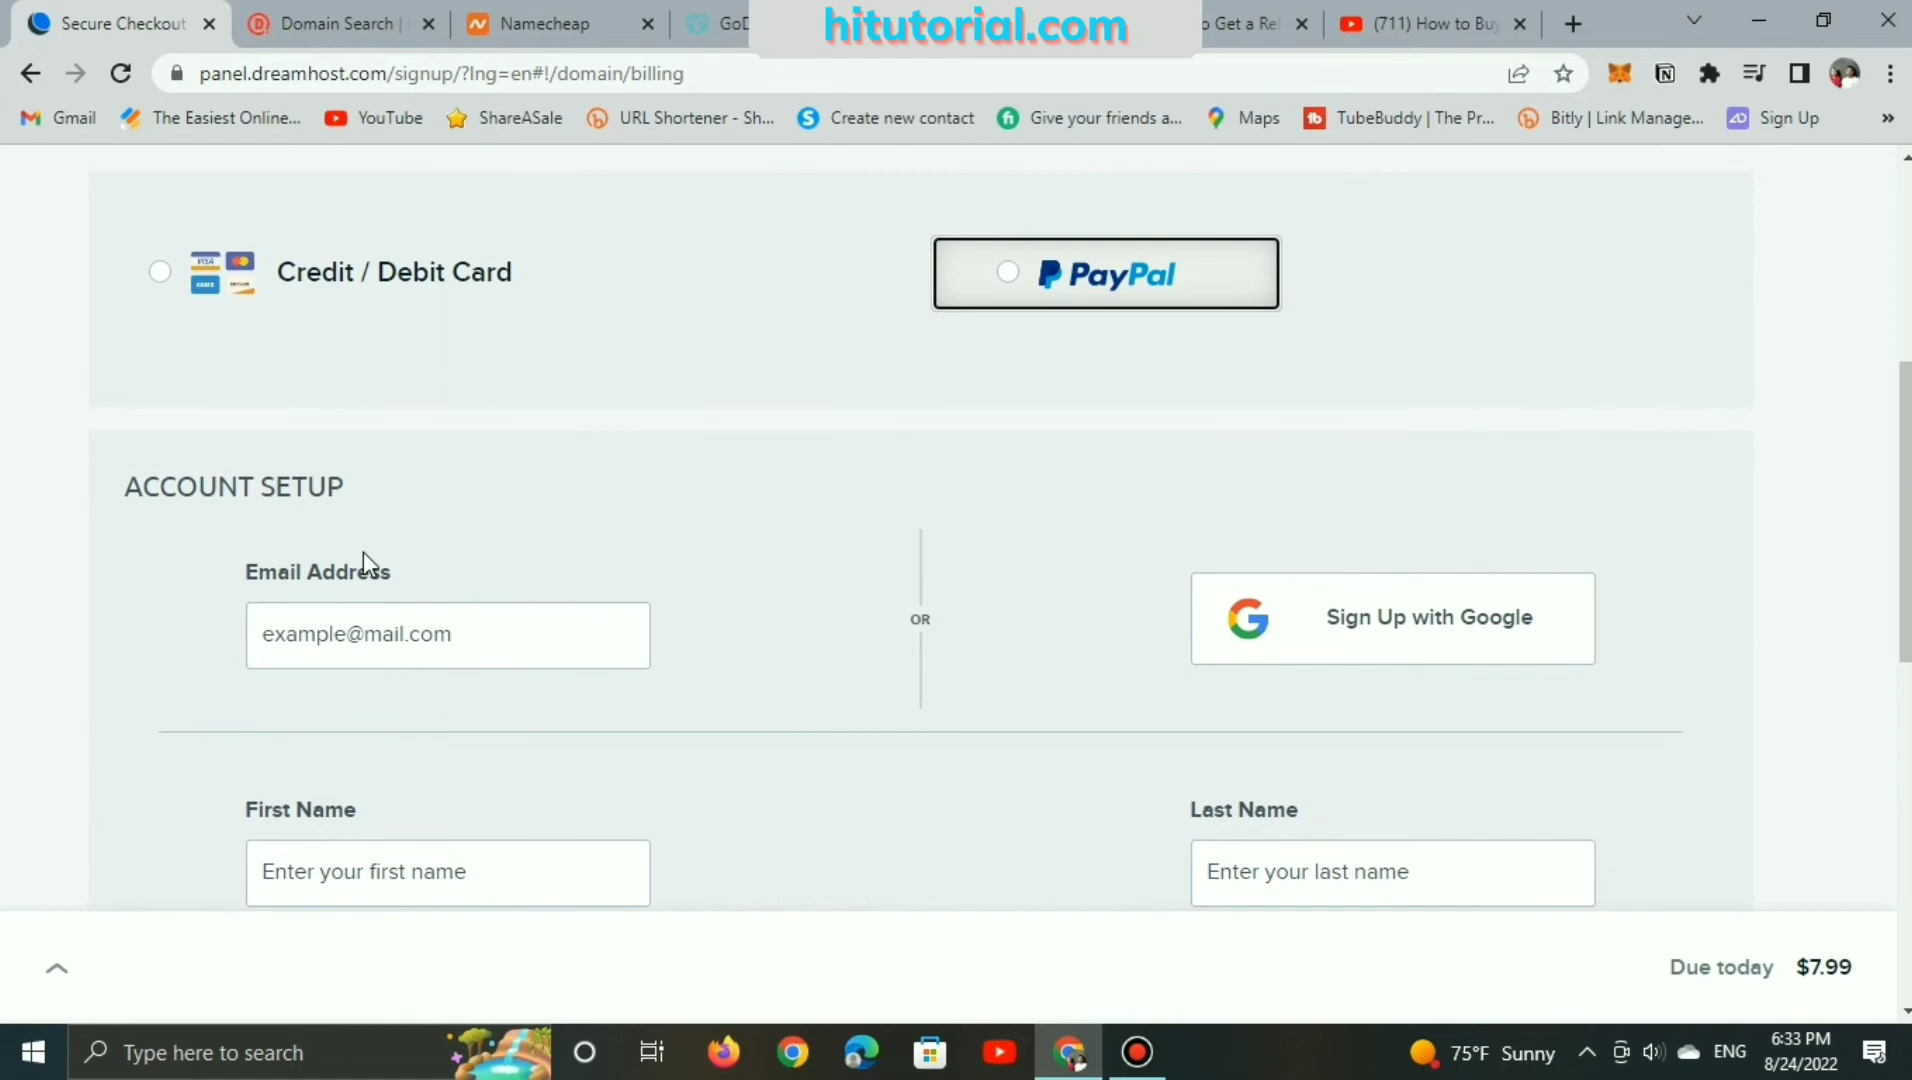 Secure Checkout
Domain Search |
Namecheap
GoD
hitutorial.com
o Get a Rel
(711) How to Buy
panel.dreamhost.com/signup/?lng=en#!/domain/billing
Gmail
The Easiest Online...
YouTube
ShareASale
URL Shortener - Sh...
Create new contact
Give your friends a...
Maps
TubeBuddy | The Pr...
Bitly | Link Manage...
Sign Up
»
VISA
Credit / Debit Card
PayPal
ACCOUNT SETUP
Email Address
example@mail.com
OR
Sign Up with Google
First Name
Enter your first name
Last Name
Enter your last name
Due today $7.99
Type here to search
75°F Sunny
ENG
6:33 PM
8/24/2022